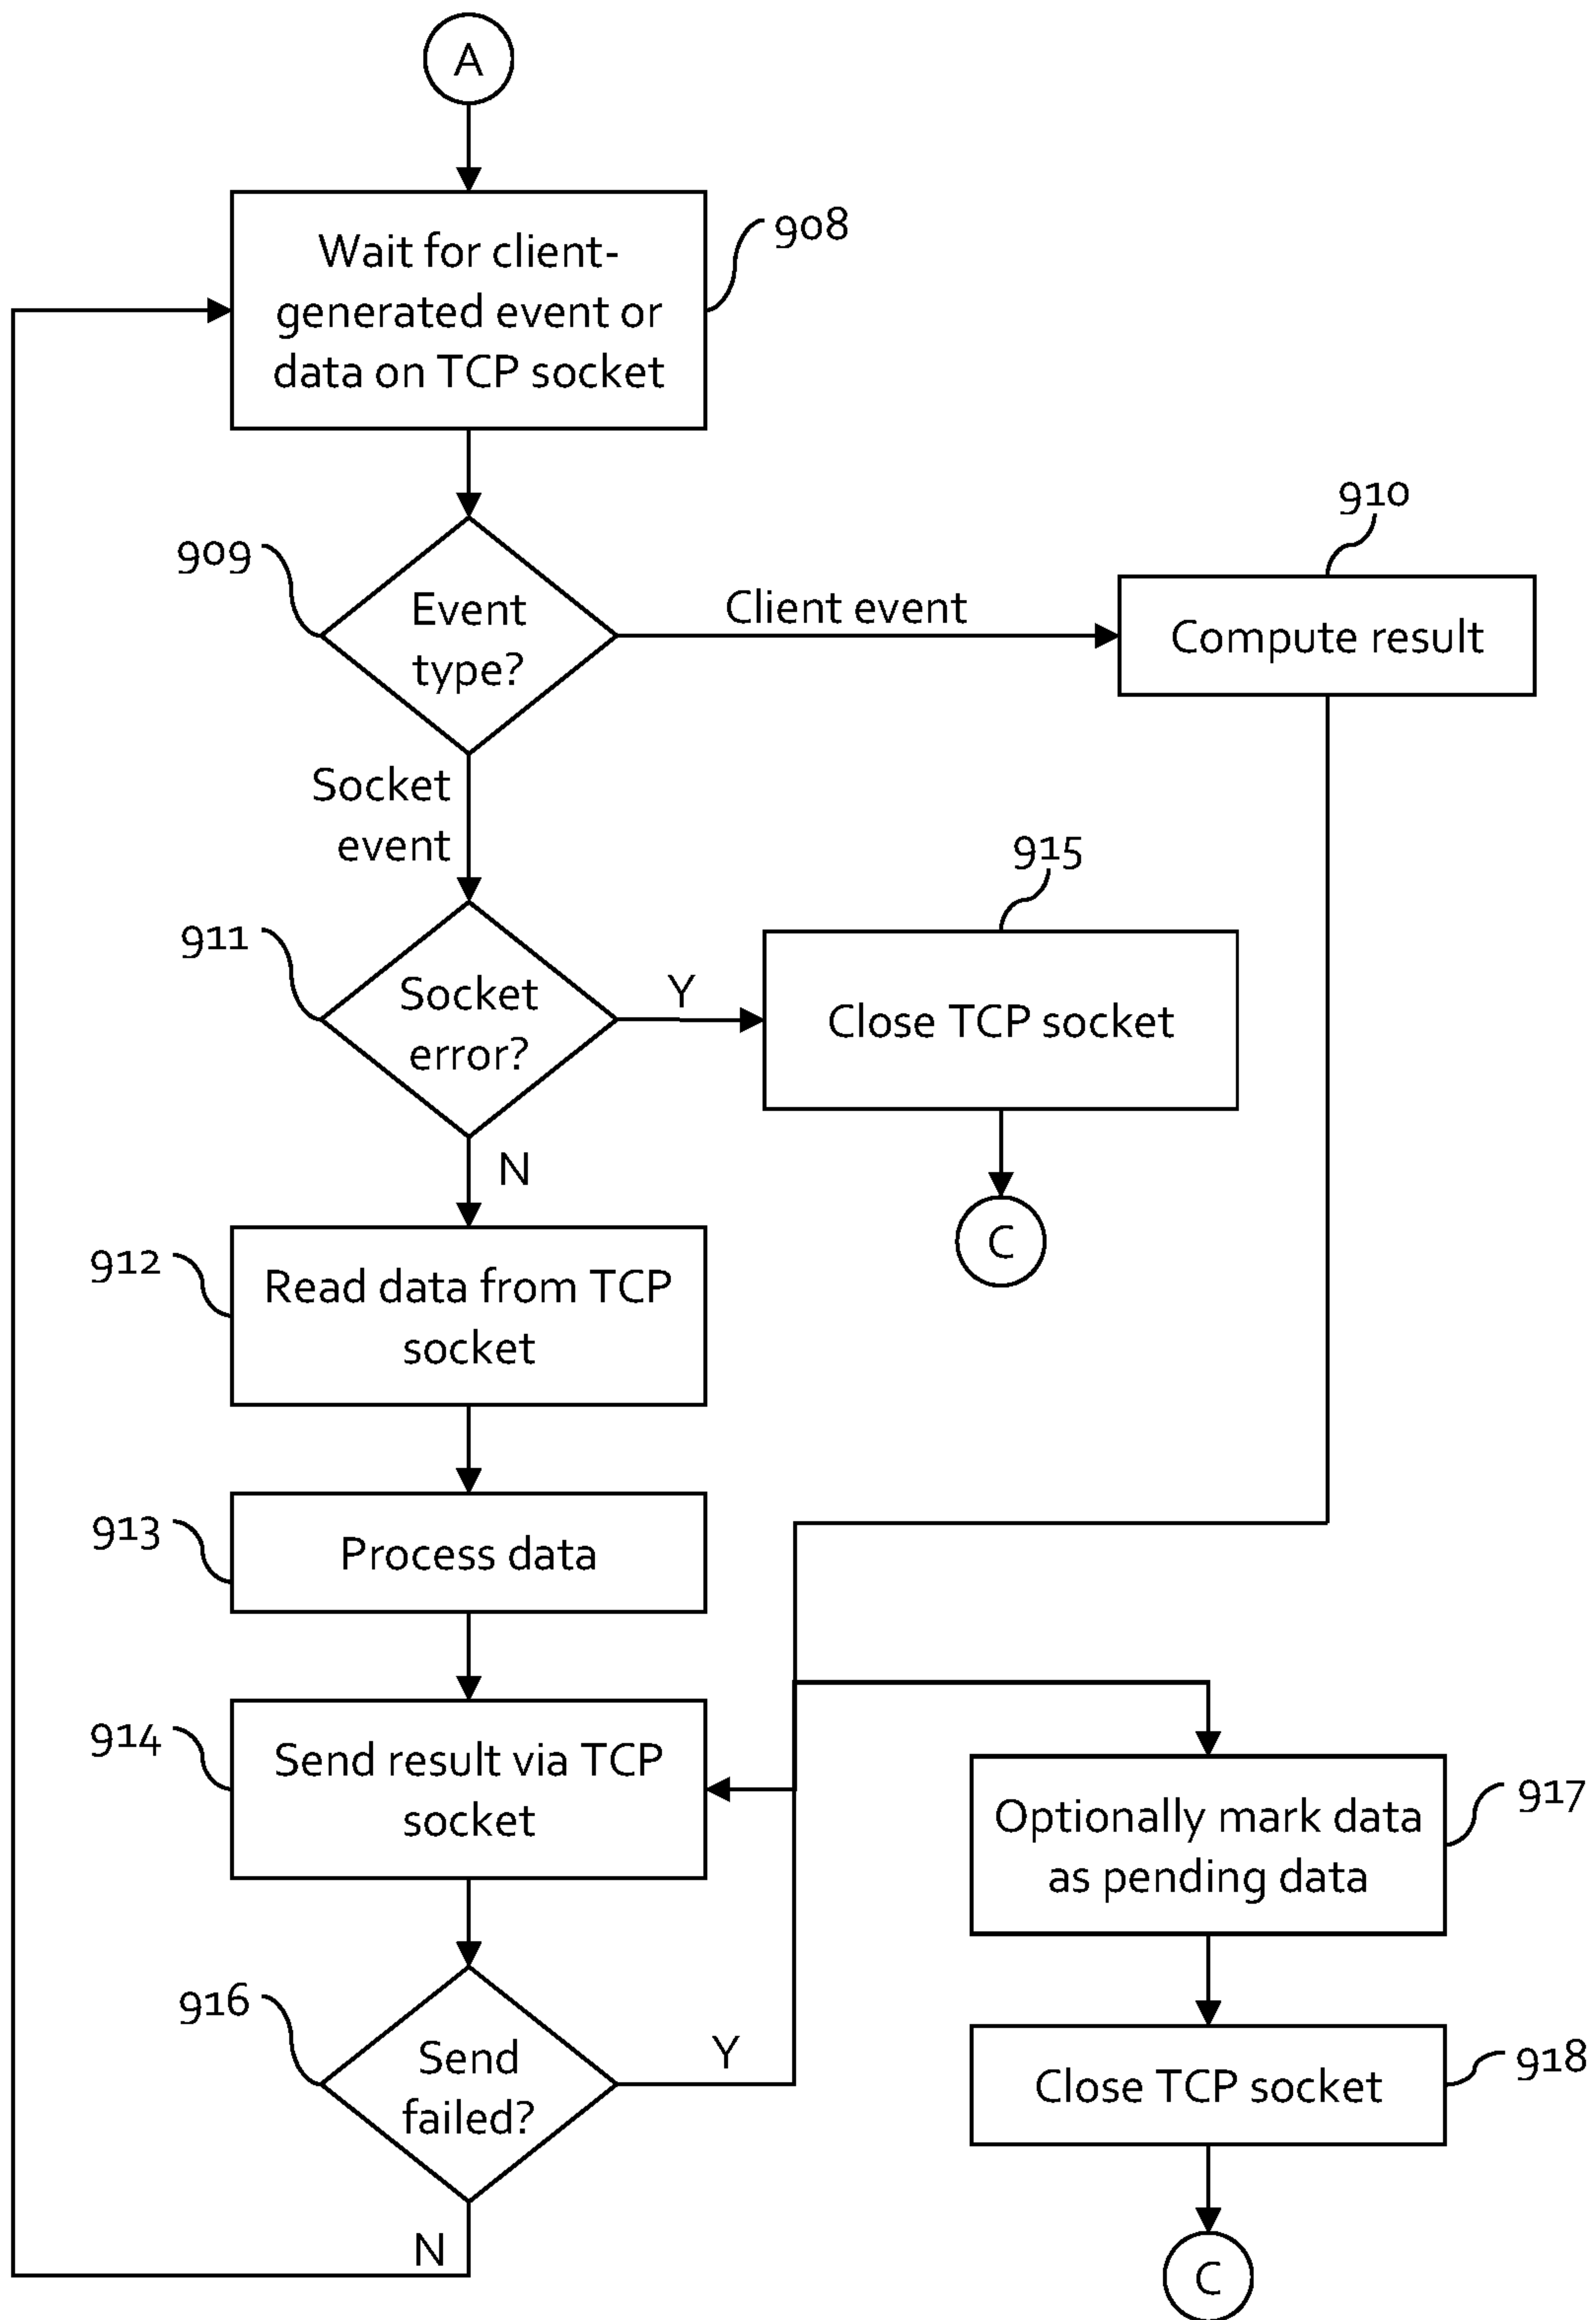 A
Wait for client-
generated event or
data on TCP socket
908
909
Event
type?
Client event
910
Compute result
Socket
event
911
Socket
error?
Y
915
Close TCP socket
C
N
912
Read data from TCP
socket
913
Process data
914
Send result via TCP
socket
917
Optionally mark data
as pending data
916
Send
failed?
Y
918
Close TCP socket
N
C